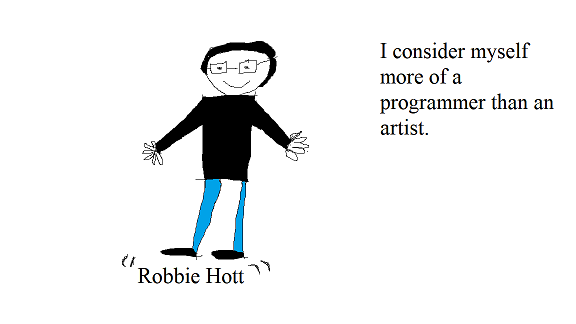 I consider myself
more of a
programmer than an
artist.
Robbie Hott